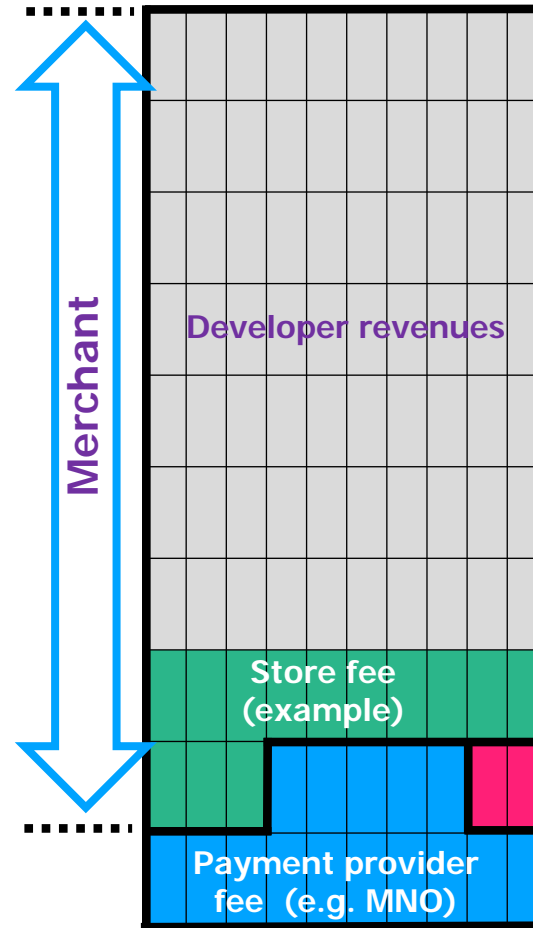 Merchant
Developer revenues
Store fee
(example)
Payment provider
fee (e.g. MNO)